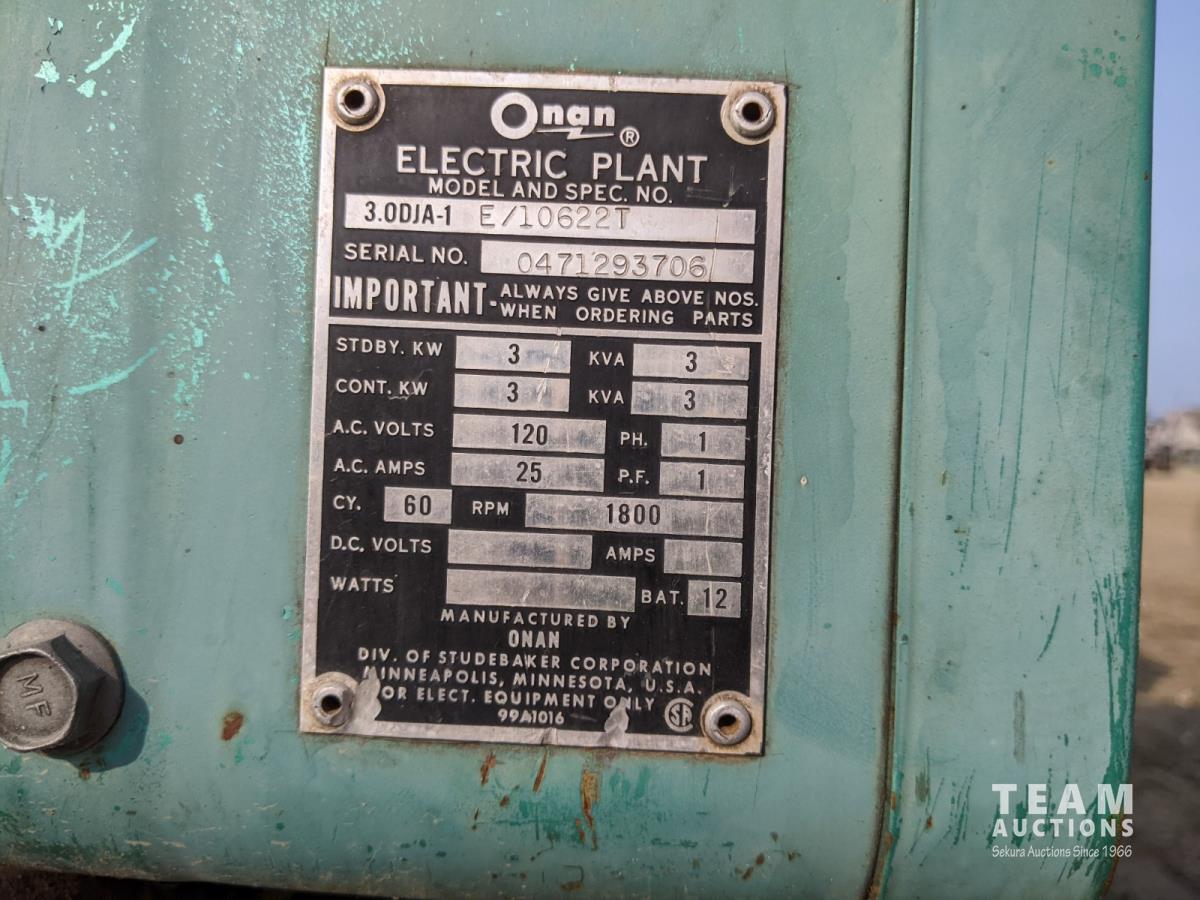 Onan ®
ELECTRIC PLANT
MODEL AND SPEC. NO.
3.0DJA-1 E/10622T
SERIAL NO. 0471293706
IMPORTANT - ALWAYS GIVE ABOVE NOS.
WHEN ORDERING PARTS
STDBY. KW 3 KVA 3
CONT. KW 3 KVA 3
A.C. VOLTS 120 PH. 1
A.C. AMPS 25 P.F. 1
CY. 60 RPM 1800
D.C. VOLTS AMPS
WATTS BAT. 12
MANUFACTURED BY
ONAN
DIV. OF STUDEBAKER CORPORATION
MINNEAPOLIS, MINNESOTA, U.S.A.
OR ELECT. EQUIPMENT ONLY
99A1016
MF
TEAM
AUCTIONS
Sekura Auctions Since 1966